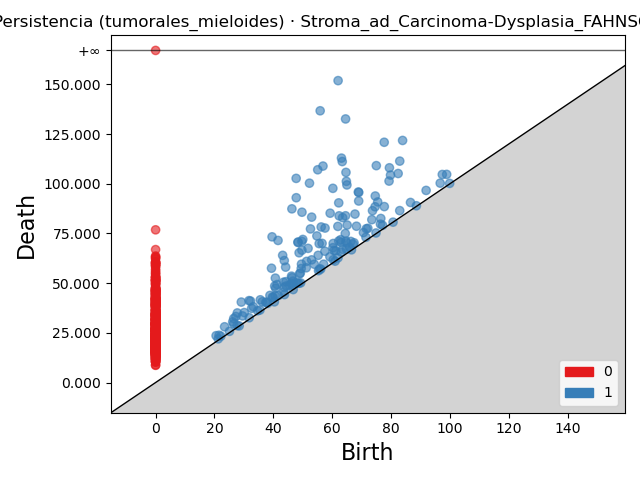 Persistencia (tumorales_mieloides) · Stroma_ad_Carcinoma-Dysplasia_FAHNSC
+∞
150.000
125.000
100.000
75.000
50.000
25.000
0.000
Death
0
1
0 20 40 60 80 100 120 140
Birth